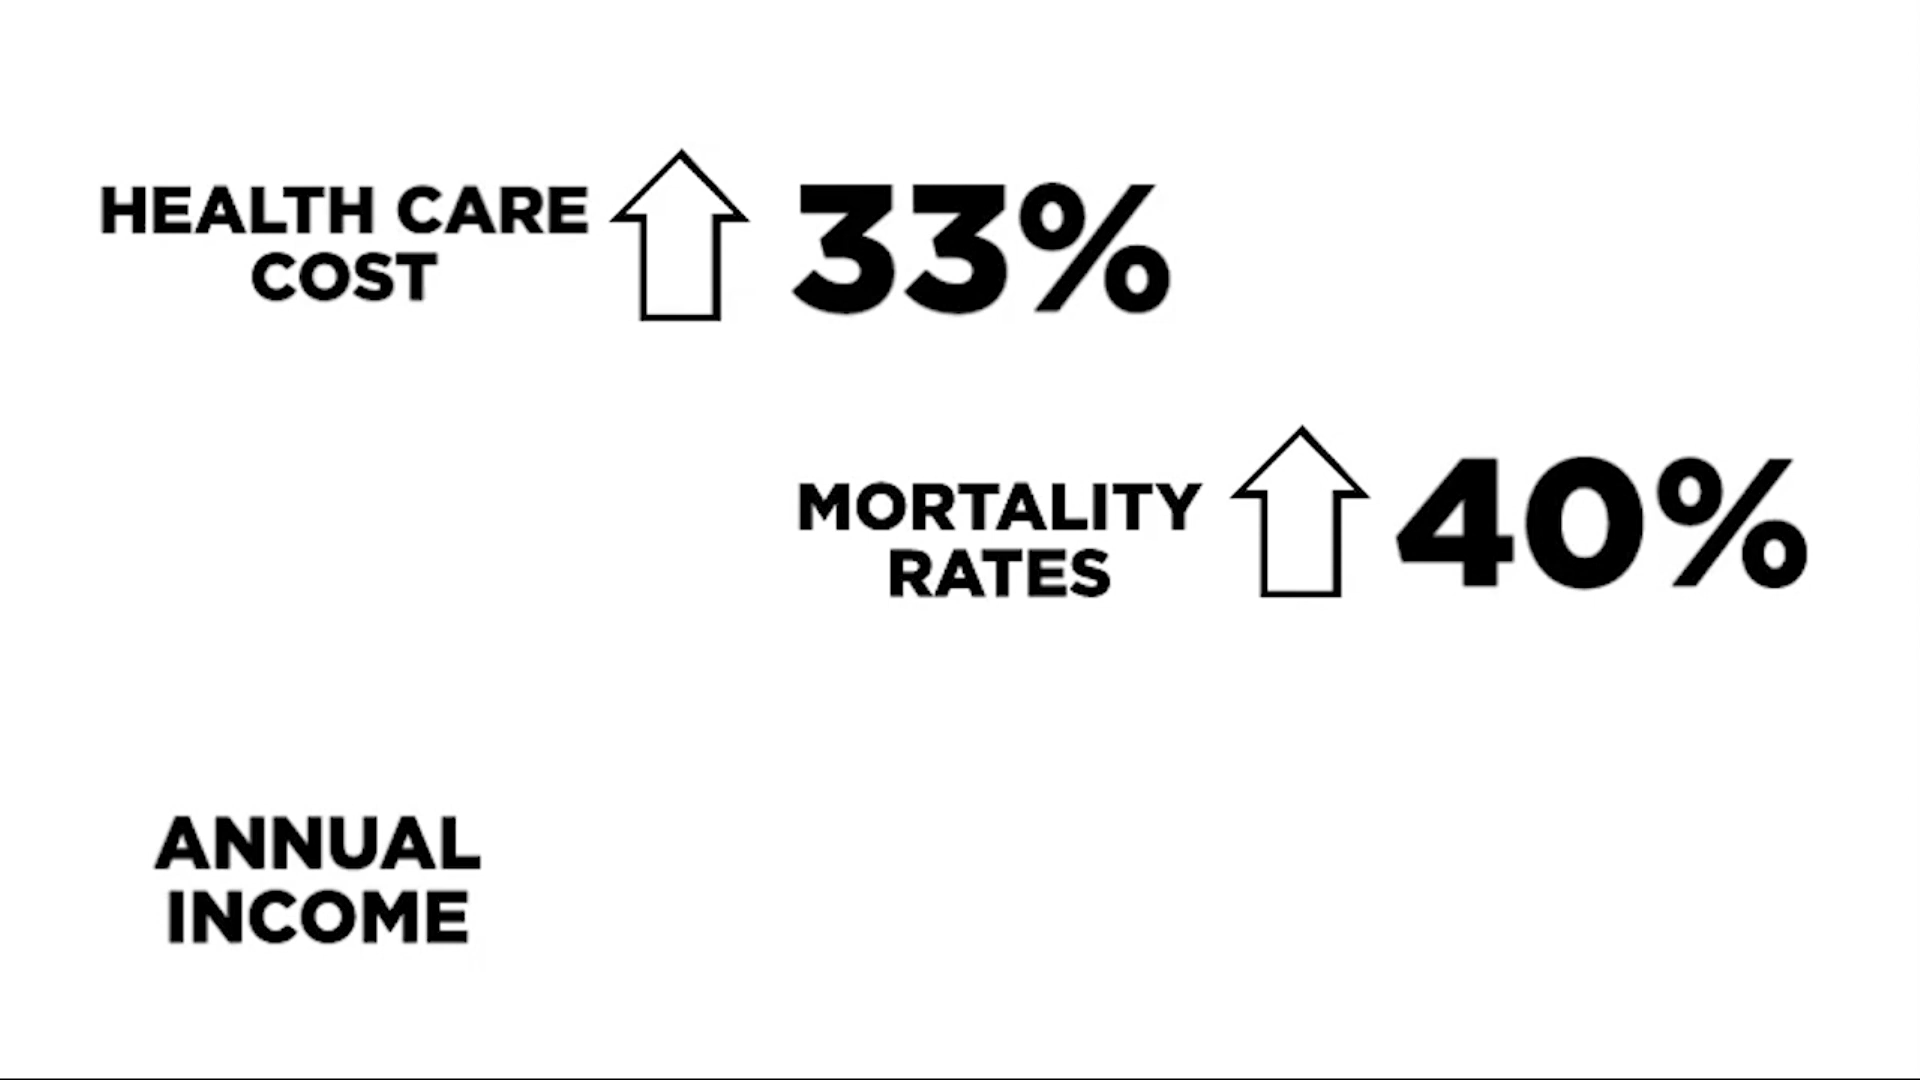 HEALTH CARE
COST
33%
MORTALITY
RATES
40%
ANNUAL
INCOME